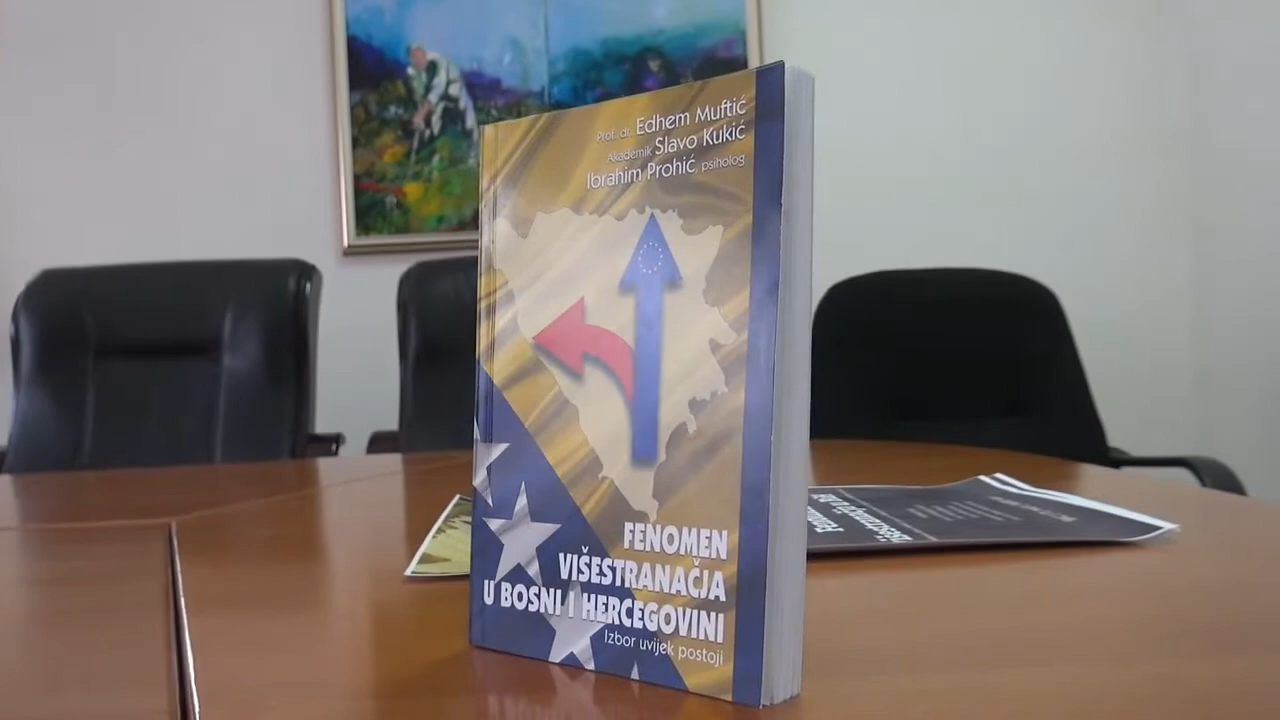 Prof. dr. Edhem Muftić
Akademik Slavo Kukić
Ibrahim Prohić, psiholog
FENOMEN
VIŠESTRANAČJA
U BOSNI I HERCEGOVINI
Izbor uvijek postoji